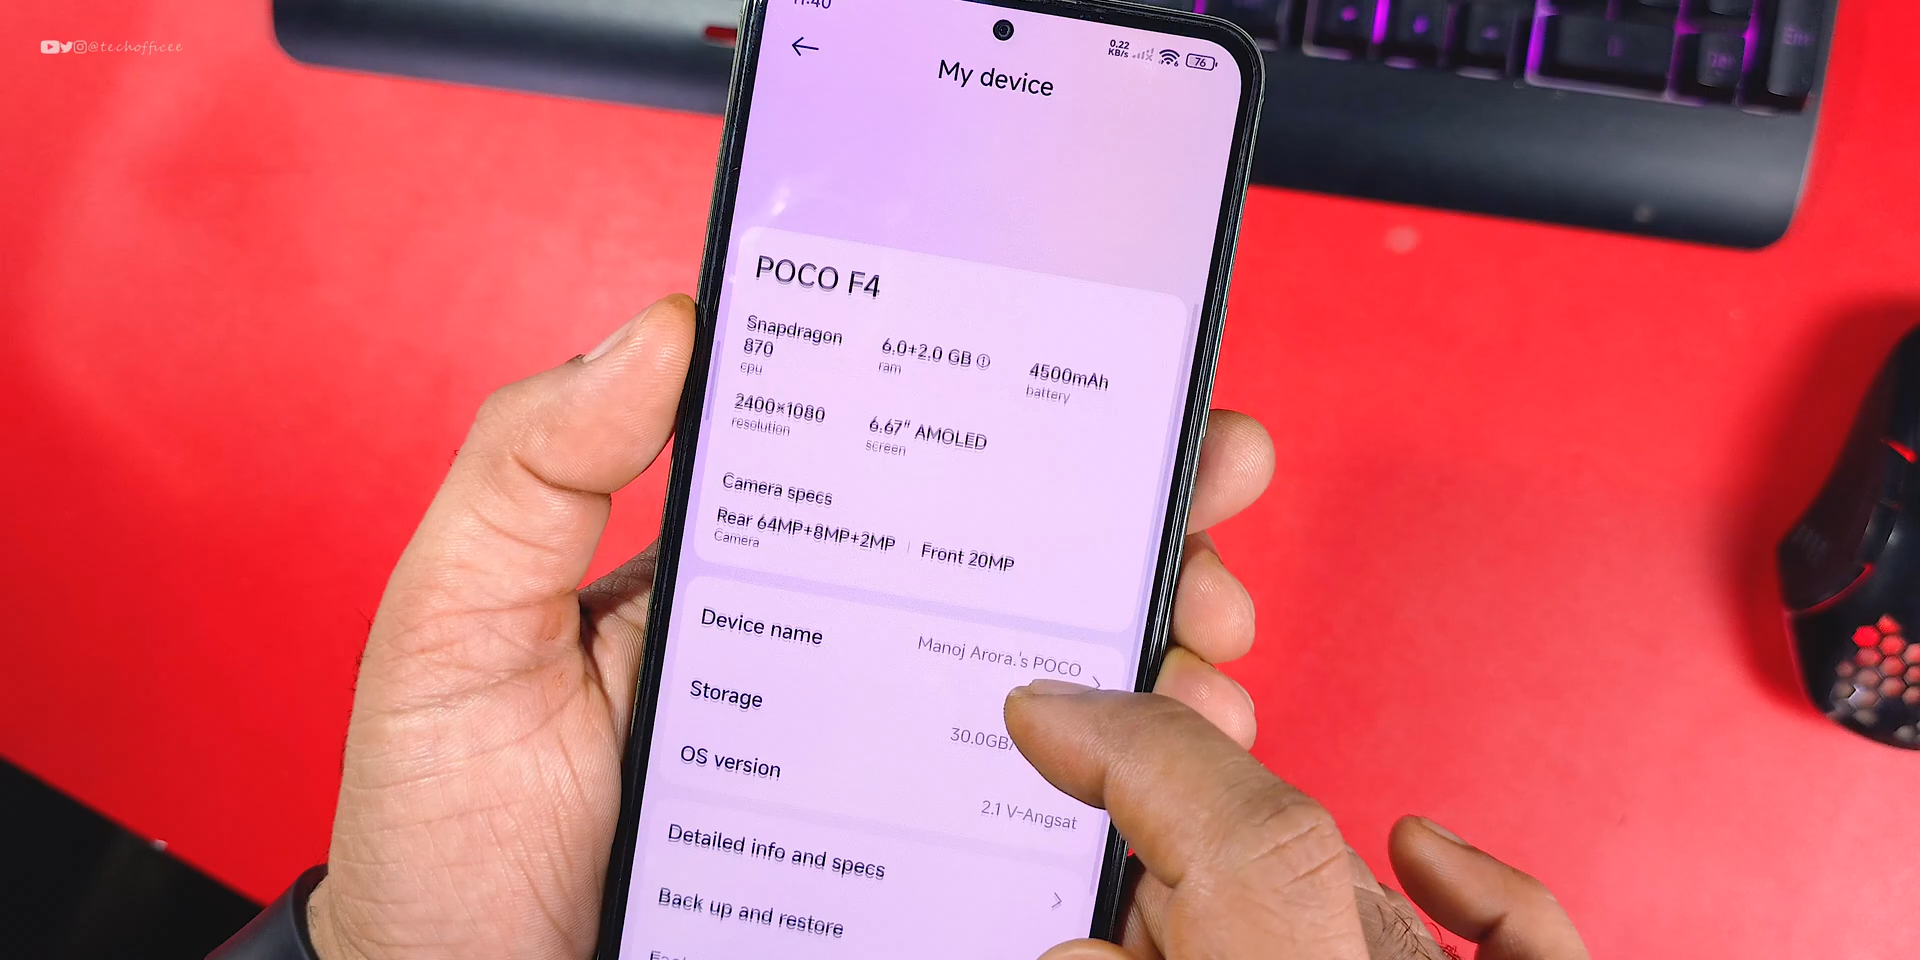 @techofficee
11:40
0.22
KB/s
76
My device
POCO F4
Snapdragon
870
cpu
6.0+2.0 GB
ram
4500mAh
battery
2400×1080
resolution
6.67" AMOLED
screen
Camera specs
Rear 64MP+8MP+2MP | Front 20MP
Camera
Device name
Manoj Arora.'s POCO
Storage
30.0GB/
OS version
2.1 V-Angsat
Detailed info and specs
Back up and restore